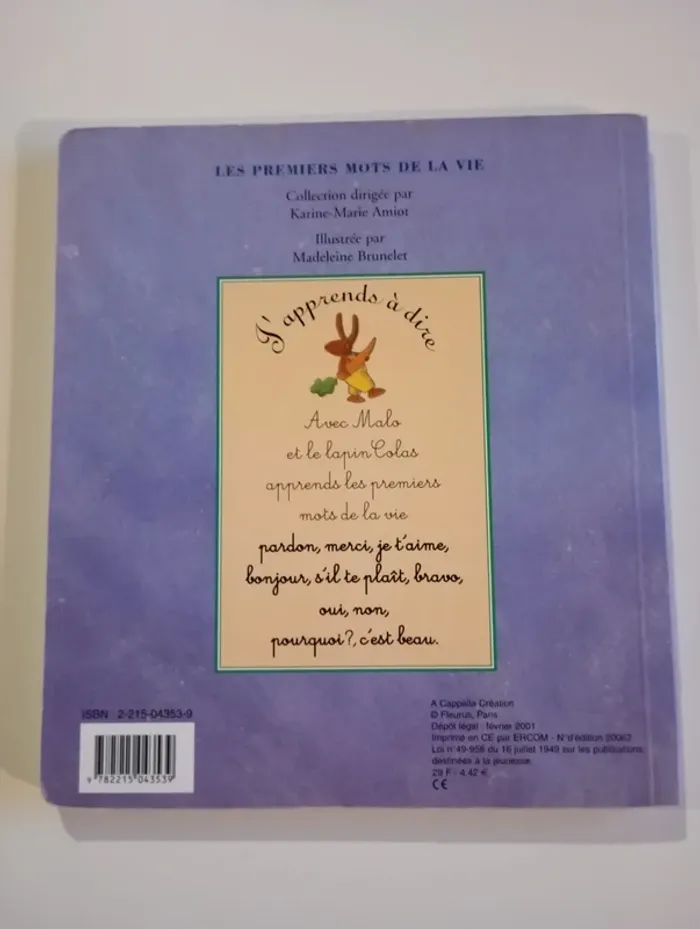 LES PREMIERS MOTS DE LA VIE
Collection dirigée par
Karine-Marie Amiot
Illustrée par
Madeleine Brunelet
J'apprends à dire
Avec Malo
et le lapin Colas
apprends les premiers
mots de la vie
pardon, merci, je t'aime,
bonjour, s'il te plaît, bravo,
oui, non,
pourquoi?, c'est beau.
ISBN 2-215-04353-9
9 782215 043539
A Cappella Création
© Fleurus, Paris
Dépôt légal : février 2001
Imprimé en CE par ERCOM - N° d'édition
Loi n° 49-956 du 16 juillet 1949 sur les publications
destinées à la jeunesse.
29 F - 4.42 €
CE